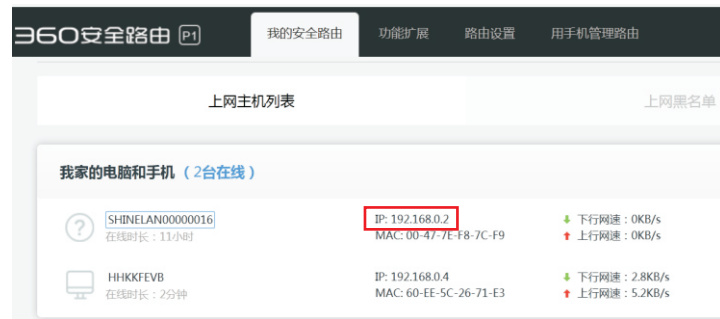 360安全路由 P1 我的安全路由 功能扩展 路由设置 用手机管理路由
上网主机列表 上网黑名单
我家的电脑和手机（2台在线）
SHINELAN00000016 IP: 192.168.0.2 下行网速：0KB/s
在线时长：11小时 MAC: 00-47-7E-F8-7C-F9 上行网速：0KB/s
HHKKFEVB IP: 192.168.0.4 下行网速：2.8KB/s
在线时长：2分钟 MAC: 60-EE-5C-26-71-E3 上行网速：5.2KB/s